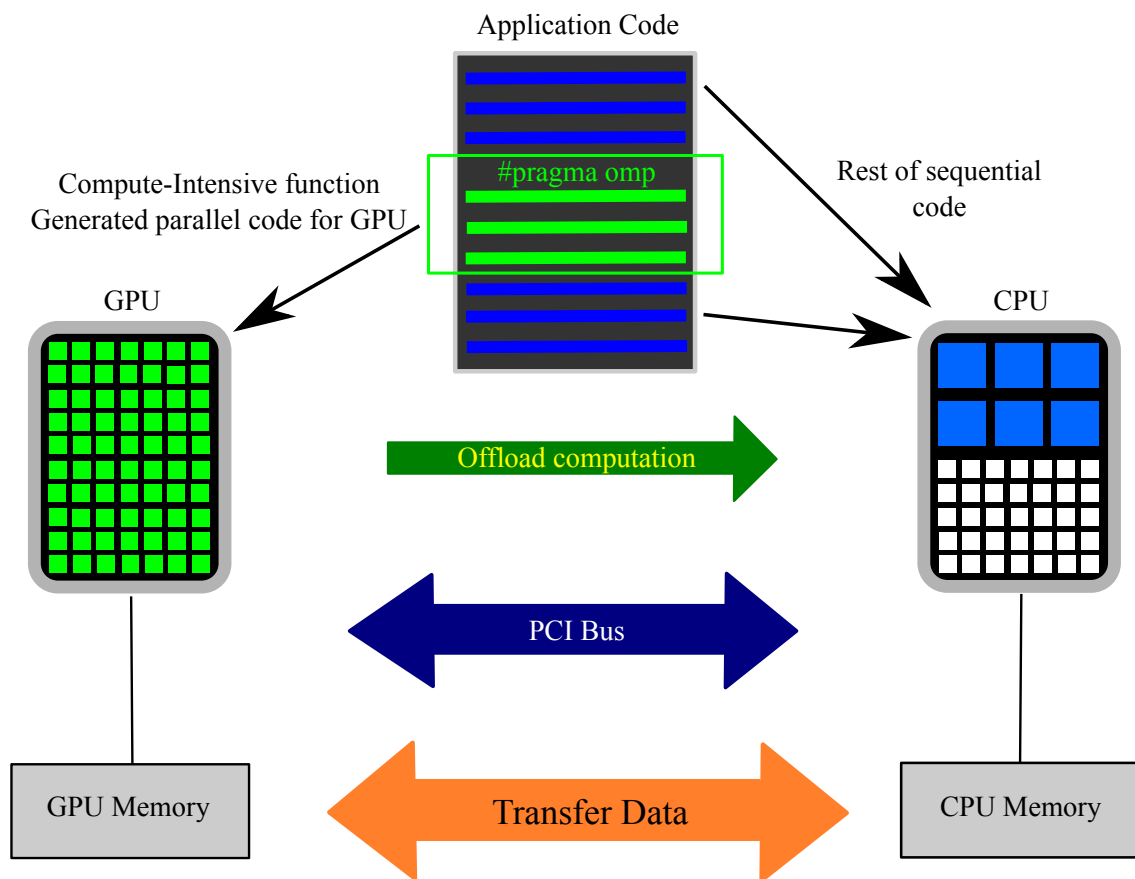 Application Code
#pragma omp
Compute-Intensive function
Generated parallel code for GPU
Rest of sequential
code
GPU
CPU
Offload computation
PCI Bus
GPU Memory
Transfer Data
CPU Memory